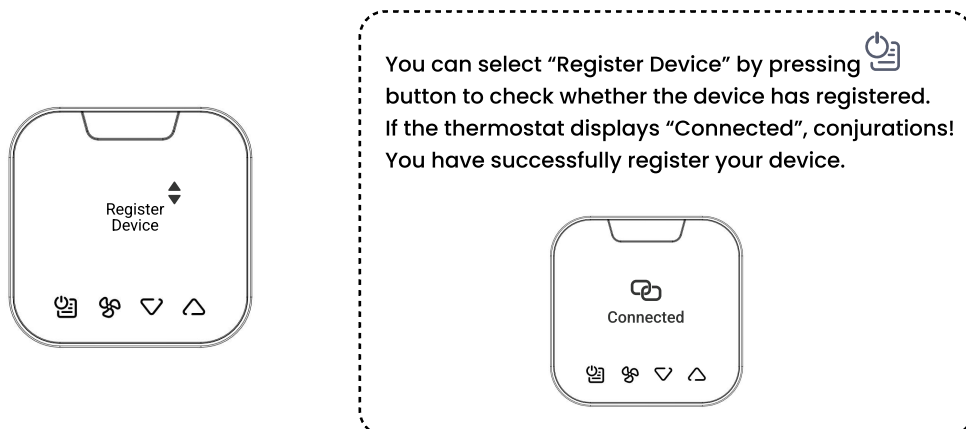 Register
Device
You can select “Register Device” by pressing
button to check whether the device has registered.
If the thermostat displays “Connected”, conjurations!
You have successfully register your device.
Connected